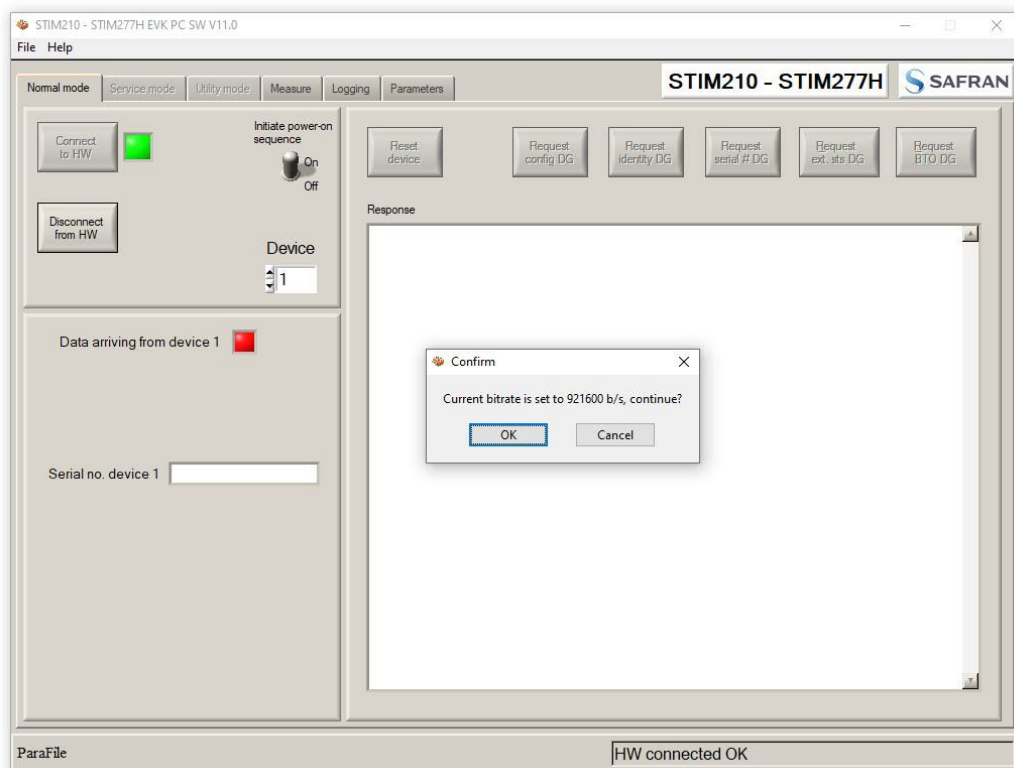 STIM210 - STIM277H EVK PC SW V11.0
File Help
Normal mode Service mode Utility mode Measure Logging Parameters
STIM210 - STIM277H SAFRAN
Connect
to HW
Initiate power-on
sequence
On
Off
Disconnect
from HW
Device
1
Reset
device
Request
config DG
Request
identity DG
Request
serial # DG
Request
ext. sts DG
Request
BTO DG
Response
Data arriving from device 1
Serial no. device 1
Confirm
Current bitrate is set to 921600 b/s, continue?
OK Cancel
ParaFile
HW connected OK